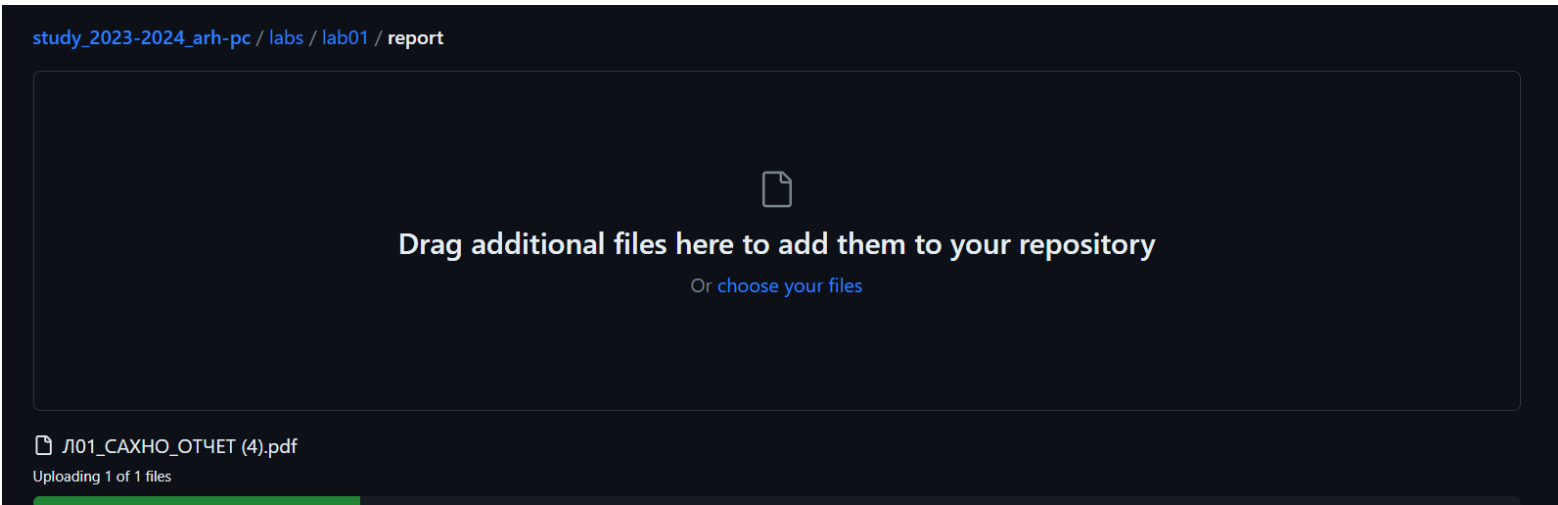 study_2023-2024_arh-pc / labs / lab01 / report
Drag additional files here to add them to your repository
Or choose your files
Л01_САХНО_ОТЧЕТ (4).pdf
Uploading 1 of 1 files